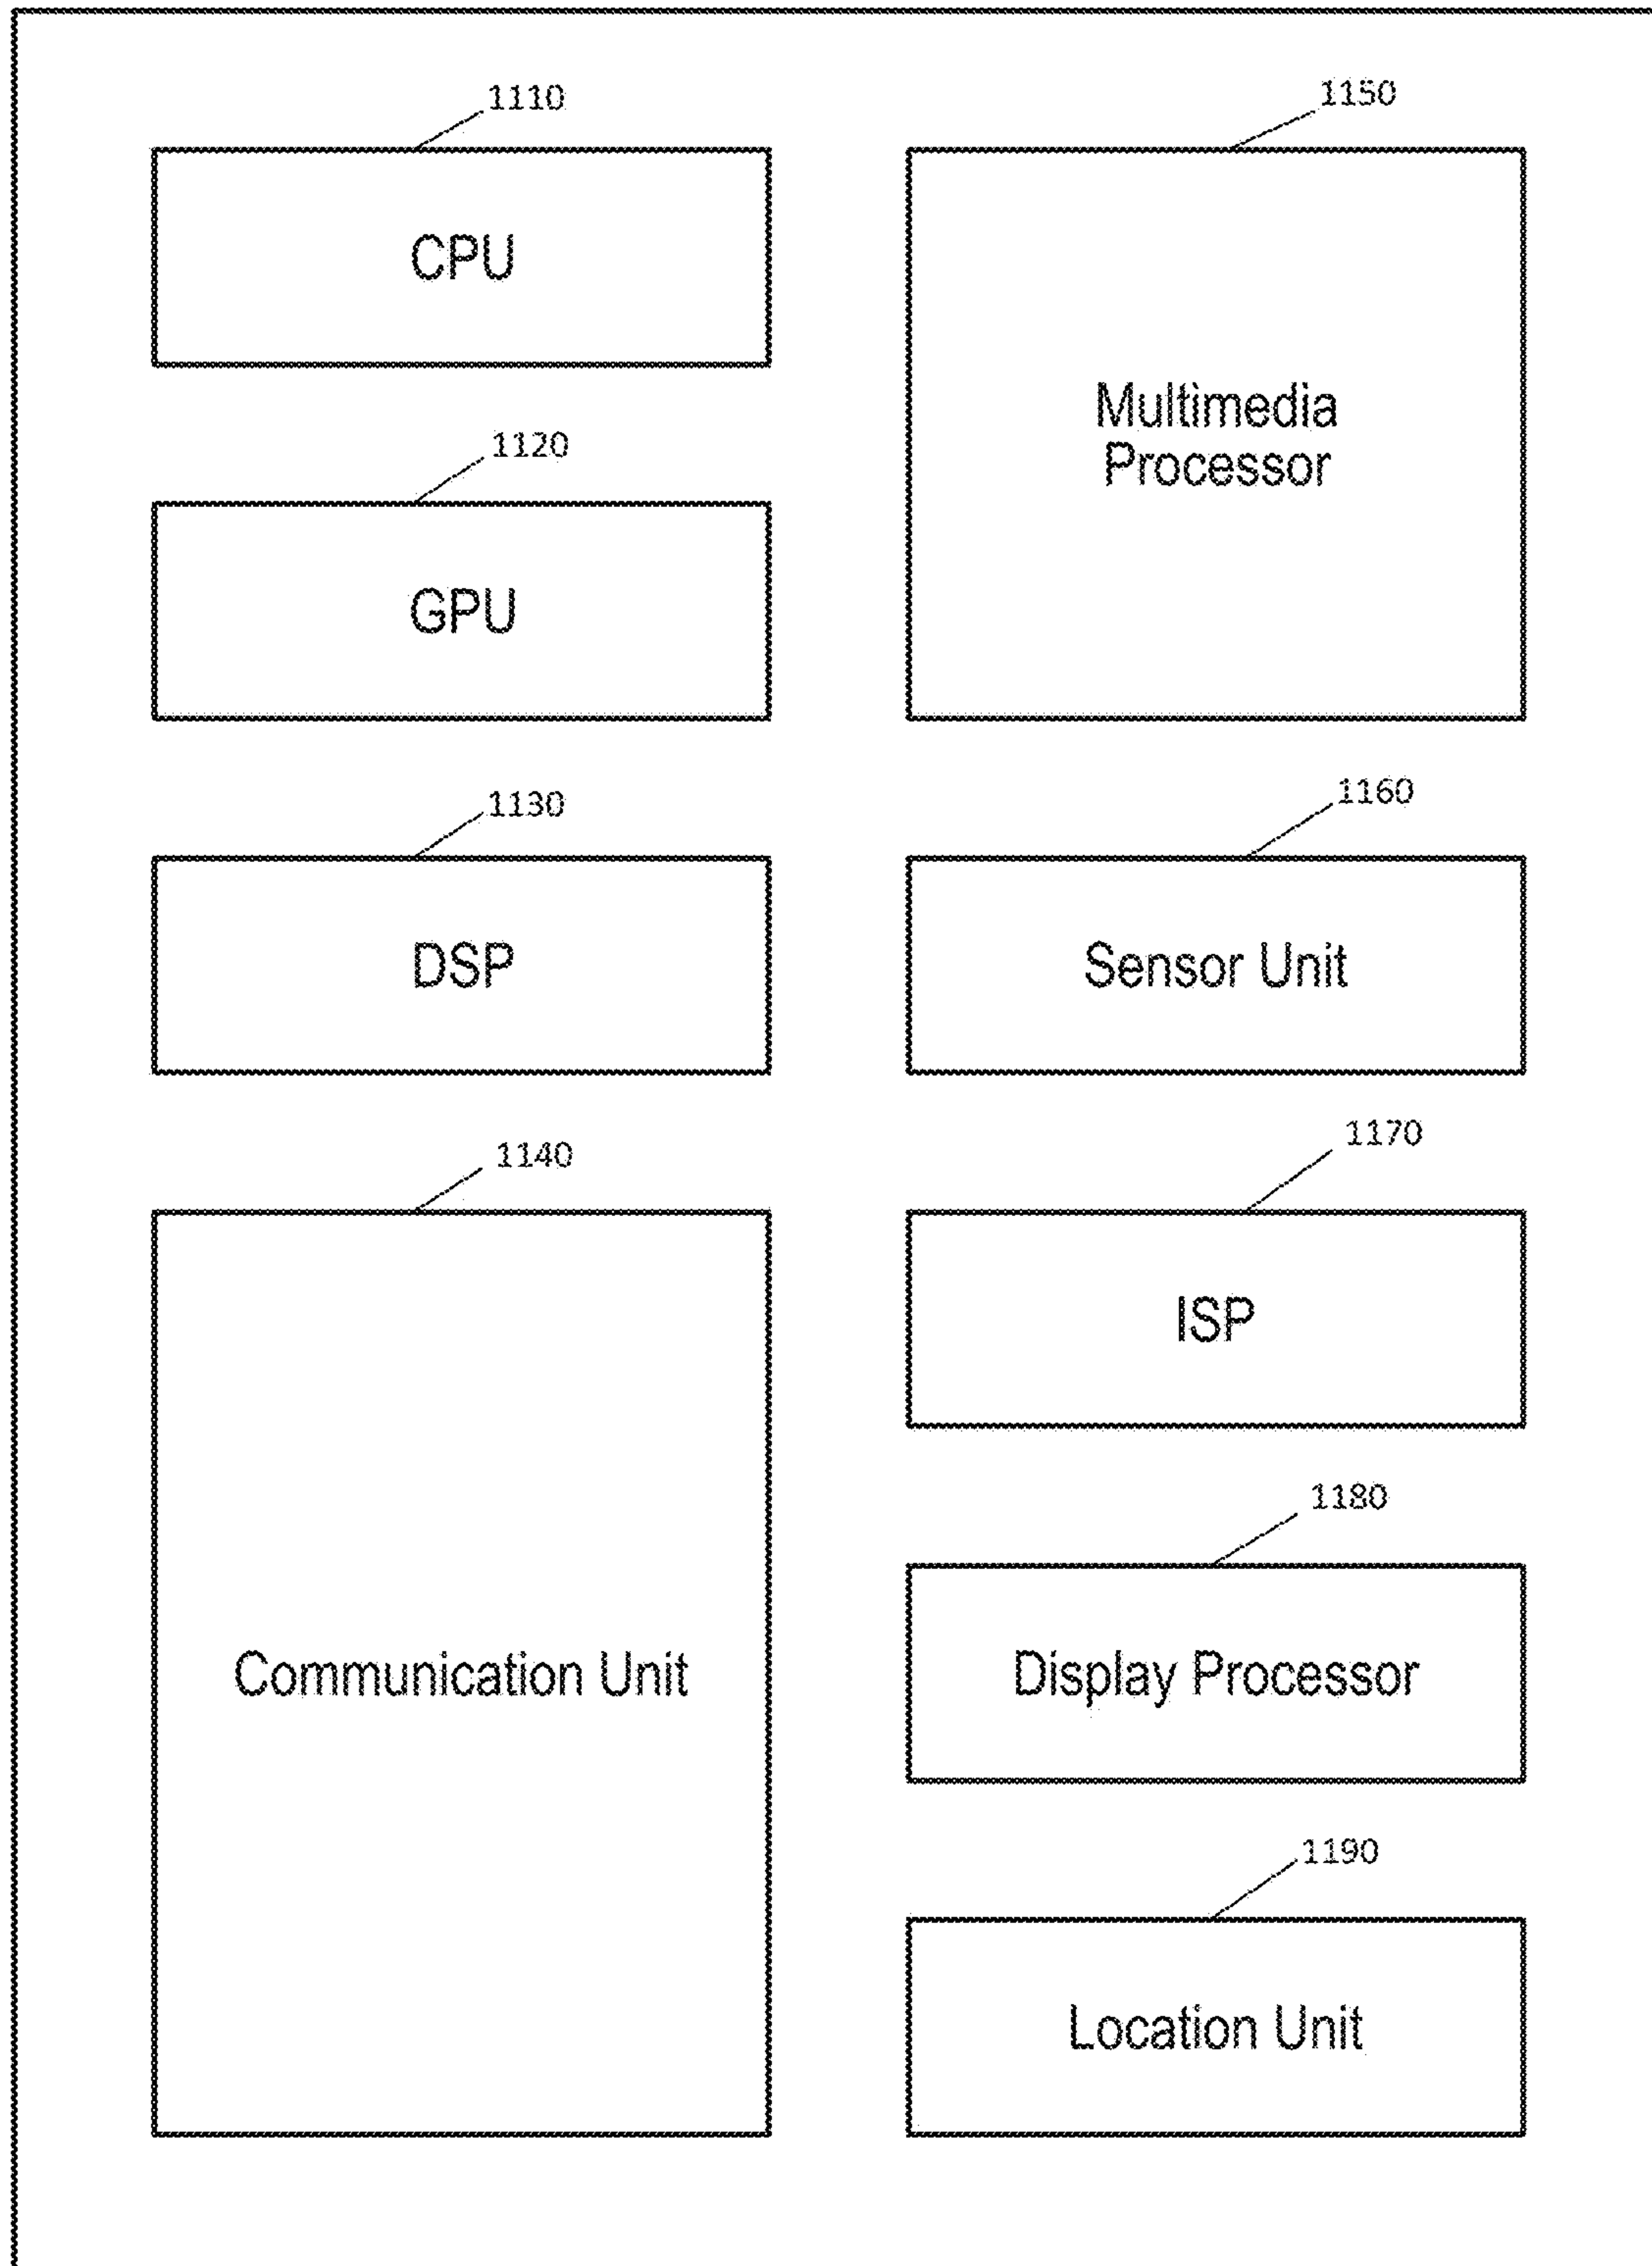 1110
CPU
1120
GPU
1130
DSP
1140
Communication Unit
1150
Multimedia
Processor
1160
Sensor Unit
1170
ISP
1180
Display Processor
1190
Location Unit